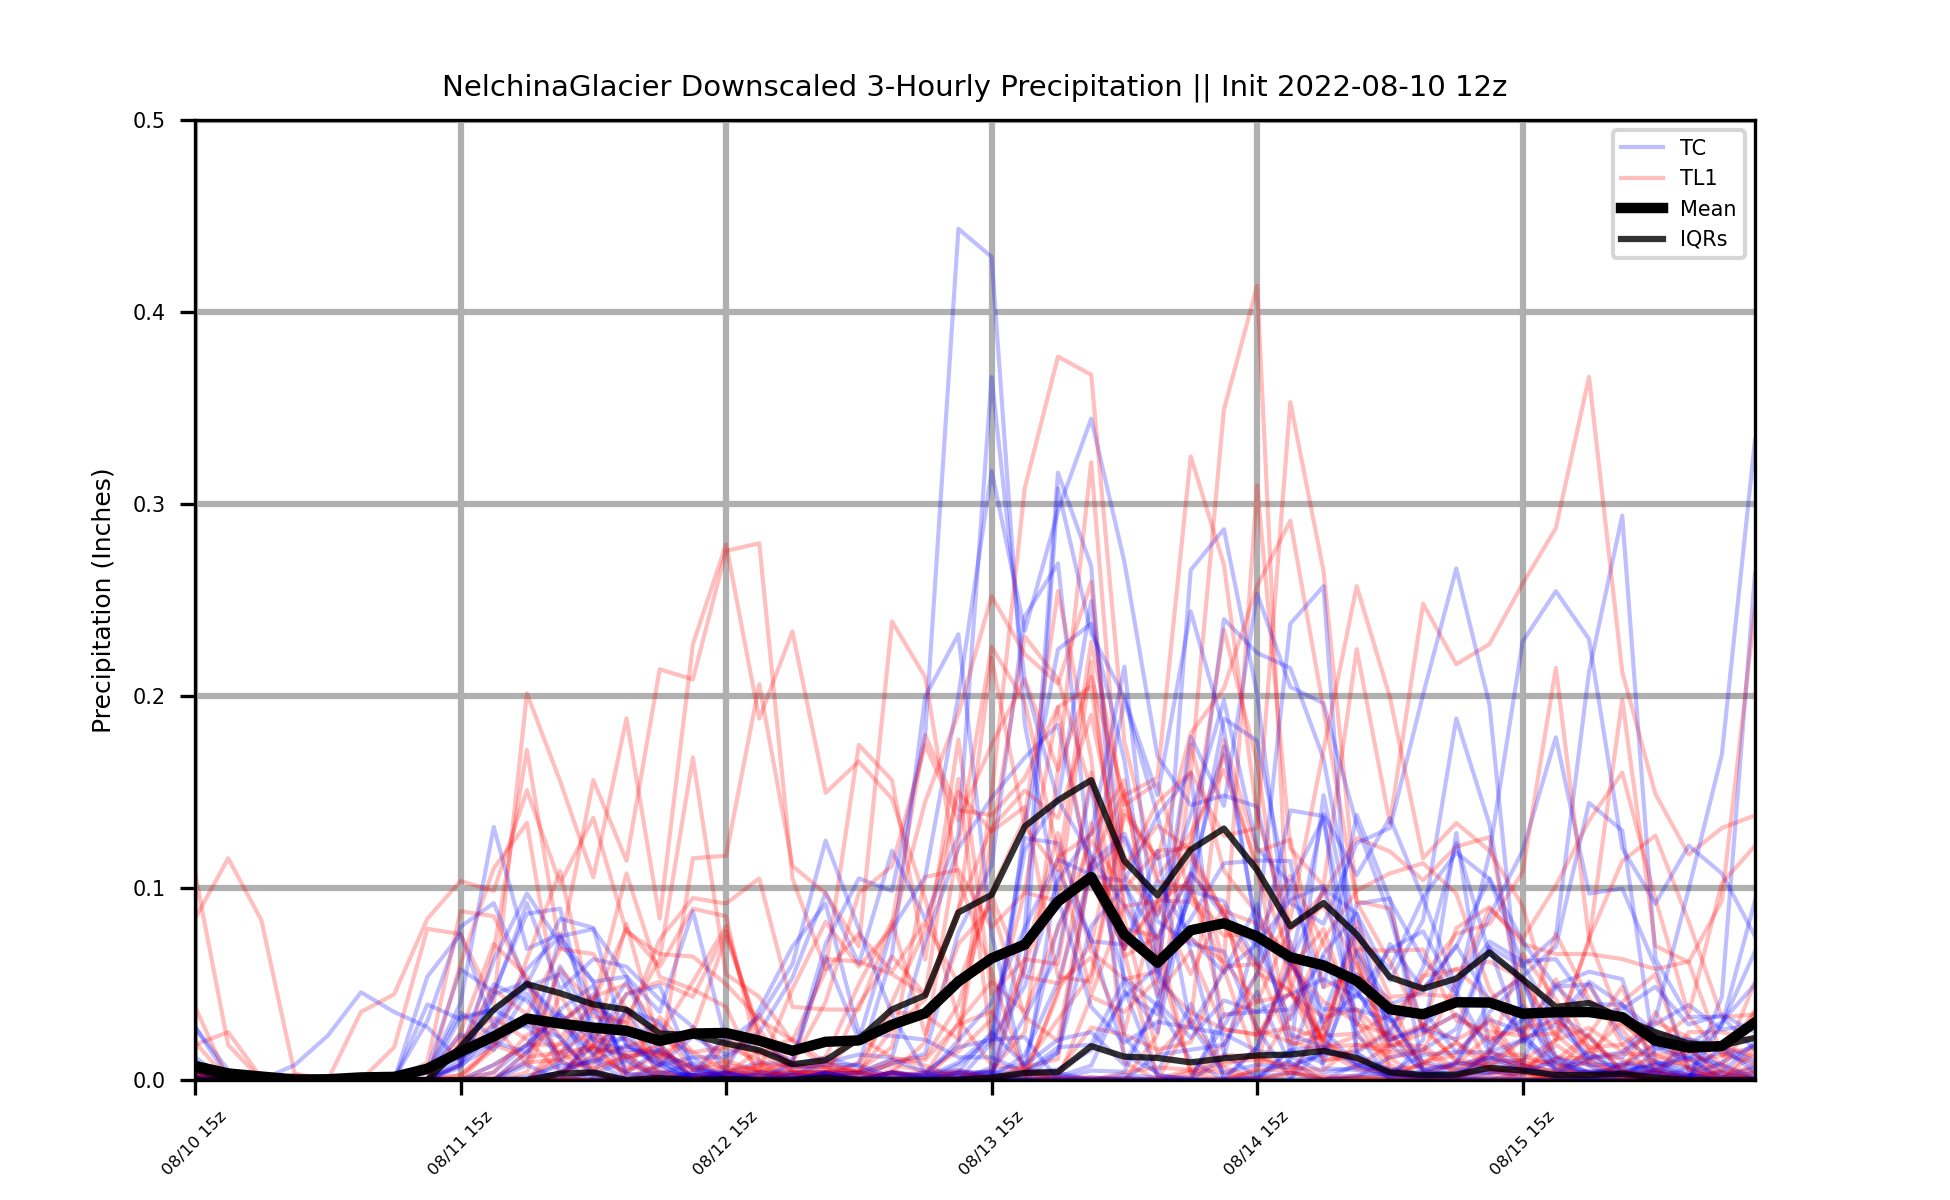 NelchinaGlacier Downscaled 3-Hourly Precipitation || Init 2022-08-10 12z
TC
TL1
Mean
IQRs
Precipitation (Inches)
0.5
0.4
0.3
0.2
0.1
0.0
08/10 15z
08/11 15z
08/12 15z
08/13 15z
08/14 15z
08/15 15z